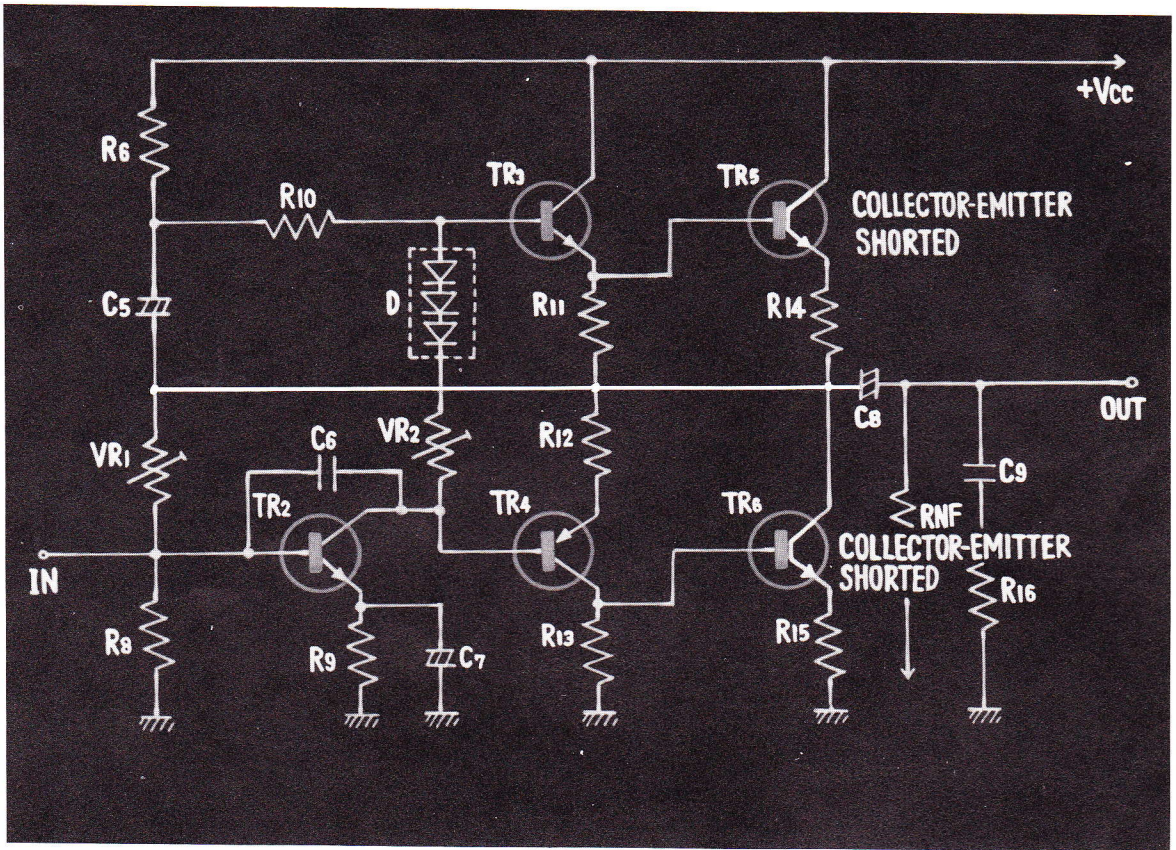 +Vcc
R6
R10
TR3
TR5
COLLECTOR-EMITTER
SHORTED
C5
D
R11
R14
C8
OUT
VR1
C6
VR2
R12
C9
TR2
TR4
TR6
RNF
COLLECTOR-EMITTER
SHORTED
IN
R16
R8
R9
C7
R13
R15